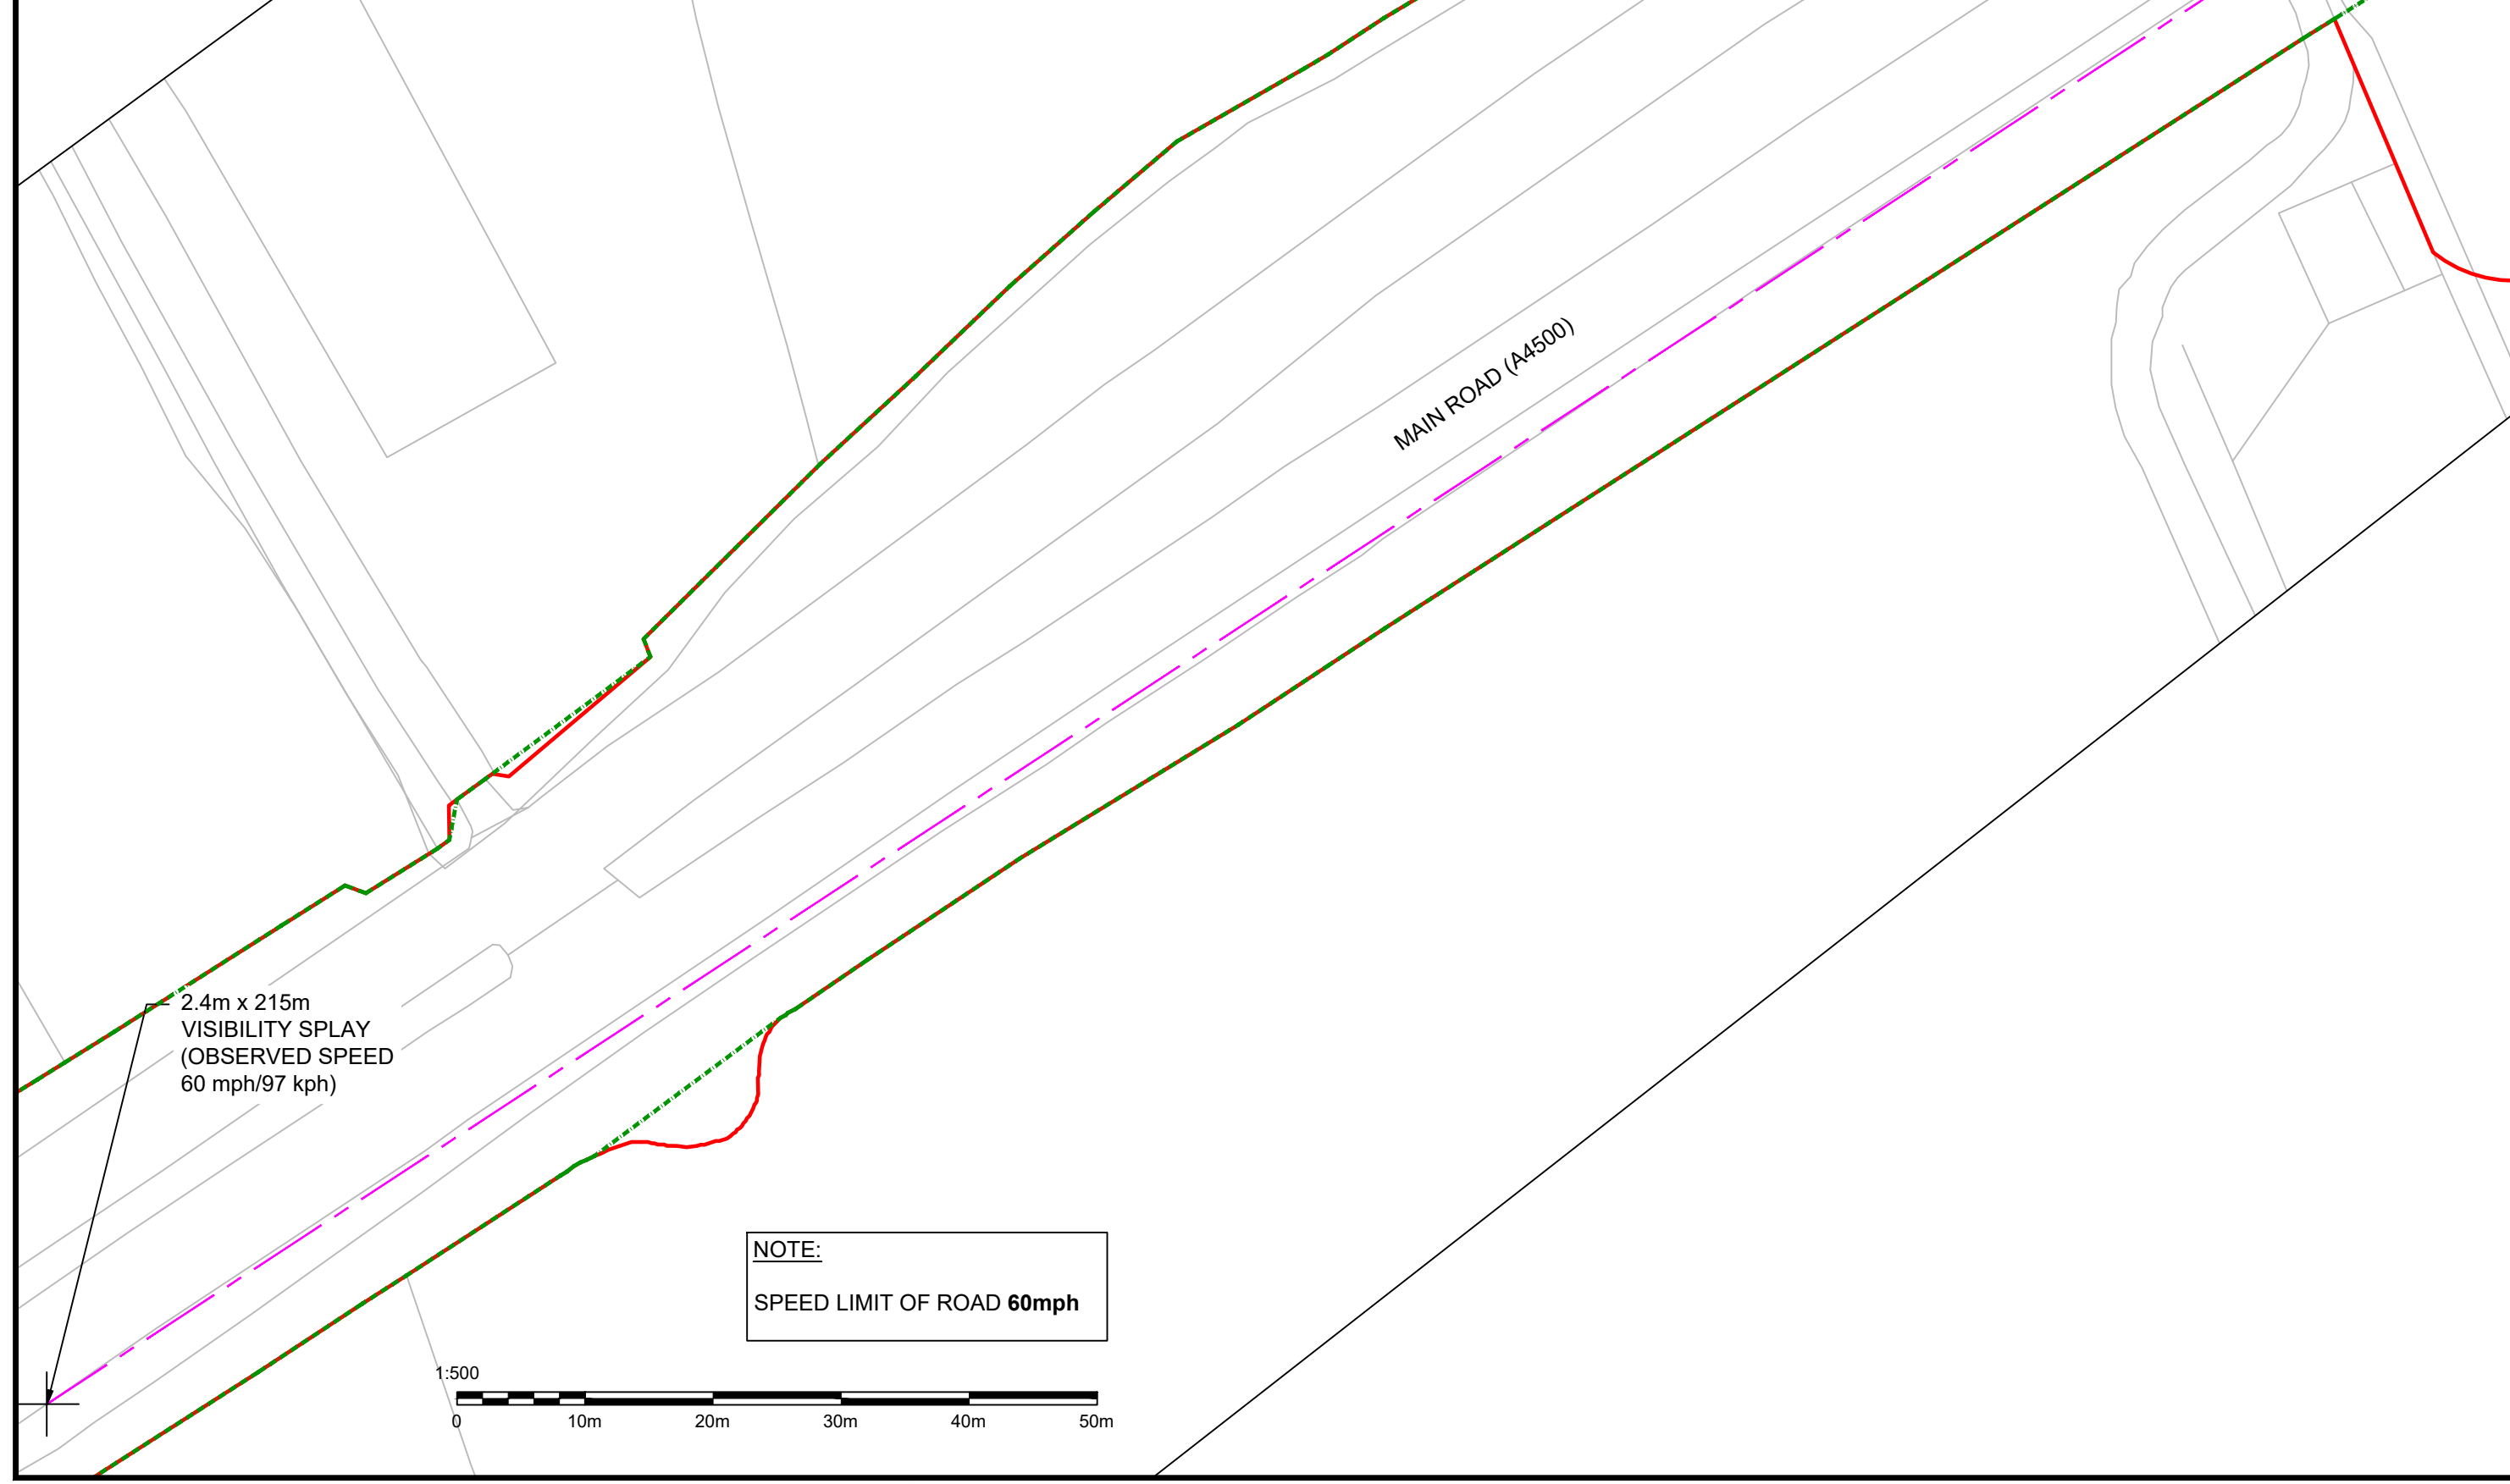 MAIN ROAD (A4500)
2.4m x 215m
VISIBILITY SPLAY
(OBSERVED SPEED
60 mph/97 kph)
NOTE:
SPEED LIMIT OF ROAD 60mph
1:500
0 10m 20m 30m 40m 50m